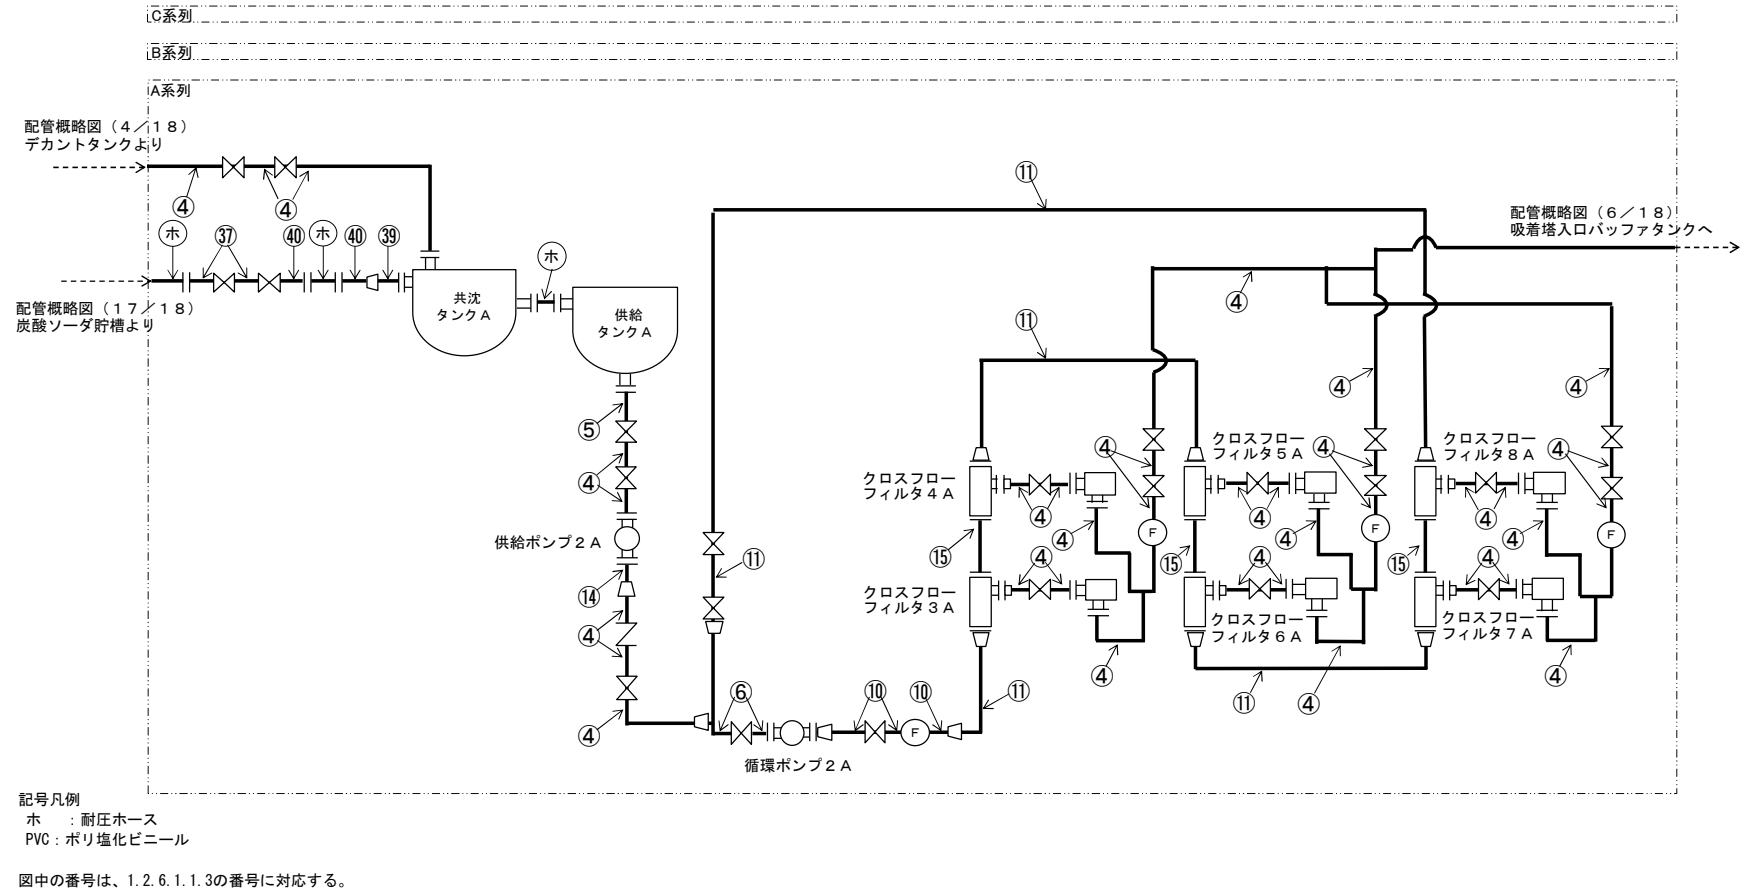 C系列
B系列
A系列
配管概略図（４／１８）
デカントタンクより
④
④
⑪
配管概略図（６／１８）
吸着塔入口バッファタンクへ
ホ
㊲
㊵
ホ
㊵
㊴
ホ
配管概略図（17／18）
炭酸ソーダ貯槽より
共沈
タンクＡ
供給
タンクＡ
④
⑪
④
④
⑤
④
クロスフロー
フィルタ４Ａ
④
クロスフロー
フィルタ５Ａ
④
クロスフロー
フィルタ８Ａ
④
④
④
④
④
④
④
④
F
F
F
供給ポンプ２Ａ
⑪
⑮
⑮
⑮
④
④
④
⑭
クロスフロー
フィルタ３Ａ
クロスフロー
フィルタ６Ａ
クロスフロー
フィルタ７Ａ
④
④
④
④
④
⑥
⑩
⑩
⑪
⑪
F
循環ポンプ２Ａ
記号凡例
ホ　：耐圧ホース
PVC：ポリ塩化ビニール
図中の番号は、1.2.6.1.1.3の番号に対応する。